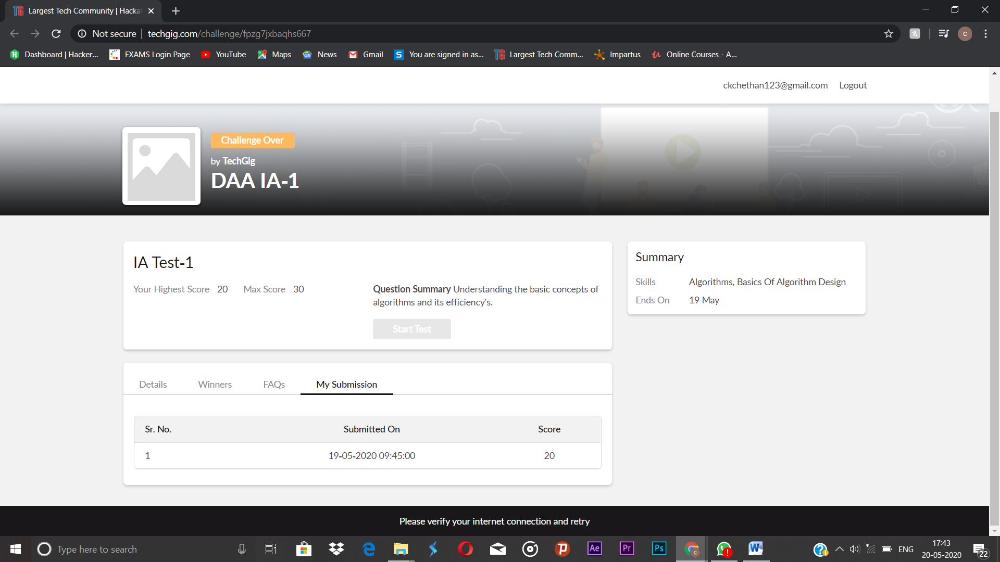 Largest Tech Community | Hacka
Not secure | techgig.com/challenge/fpzg7jxbaqhs667
Dashboard | Hacker... EXAMS Login Page YouTube Maps News Gmail You are signed in as... Largest Tech Comm... Impartus Online Courses - A...
ckchethan123@gmail.com Logout
Challenge Over
by TechGig
DAA IA-1
IA Test-1
Your Highest Score 20 Max Score 30
Question Summary Understanding the basic concepts of
algorithms and its efficiency's.
Start Test
Summary
Skills Algorithms, Basics Of Algorithm Design
Ends On 19 May
Details Winners FAQs My Submission
Sr. No. Submitted On Score
1 19-05-2020 09:45:00 20
Please verify your internet connection and retry
Type here to search
Ae Pr Ps
ENG
17:43
20-05-2020
22